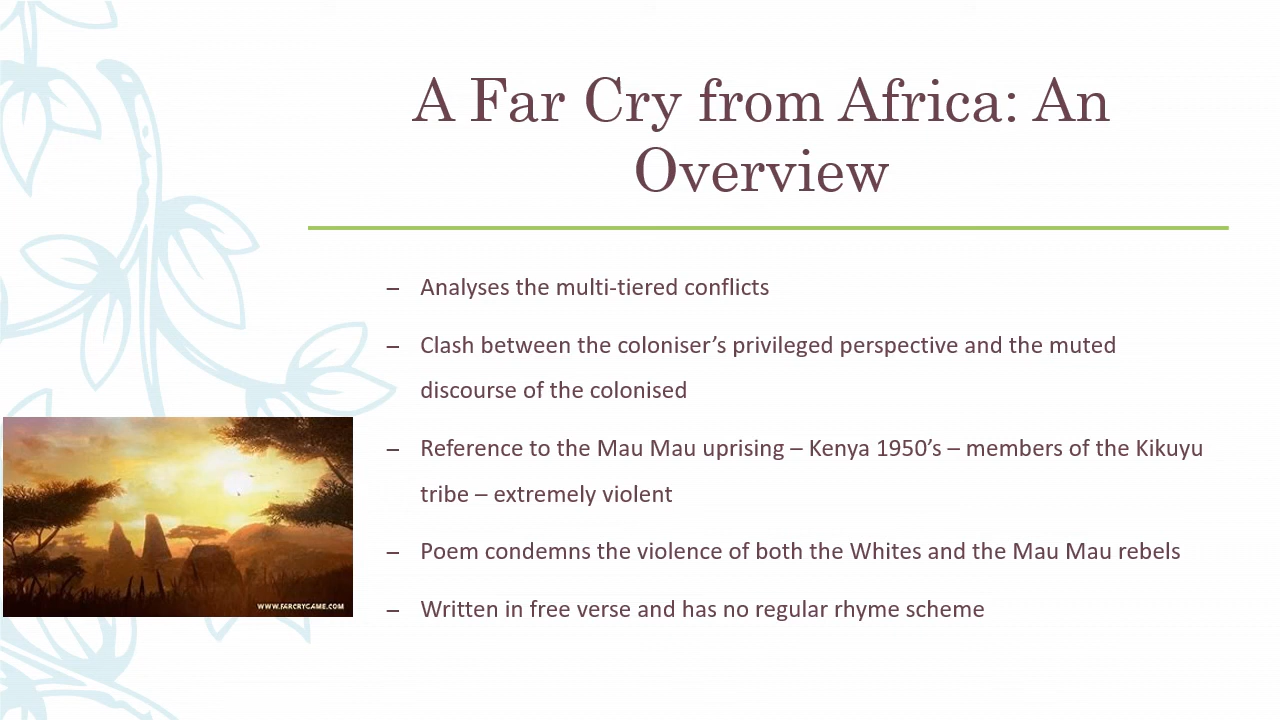 A Far Cry from Africa: An
Overview
– Analyses the multi-tiered conflicts
– Clash between the coloniser’s privileged perspective and the muted
discourse of the colonised
– Reference to the Mau Mau uprising – Kenya 1950’s – members of the Kikuyu
tribe – extremely violent
– Poem condemns the violence of both the Whites and the Mau Mau rebels
WWW.FARCRYGAME.COM
– Written in free verse and has no regular rhyme scheme